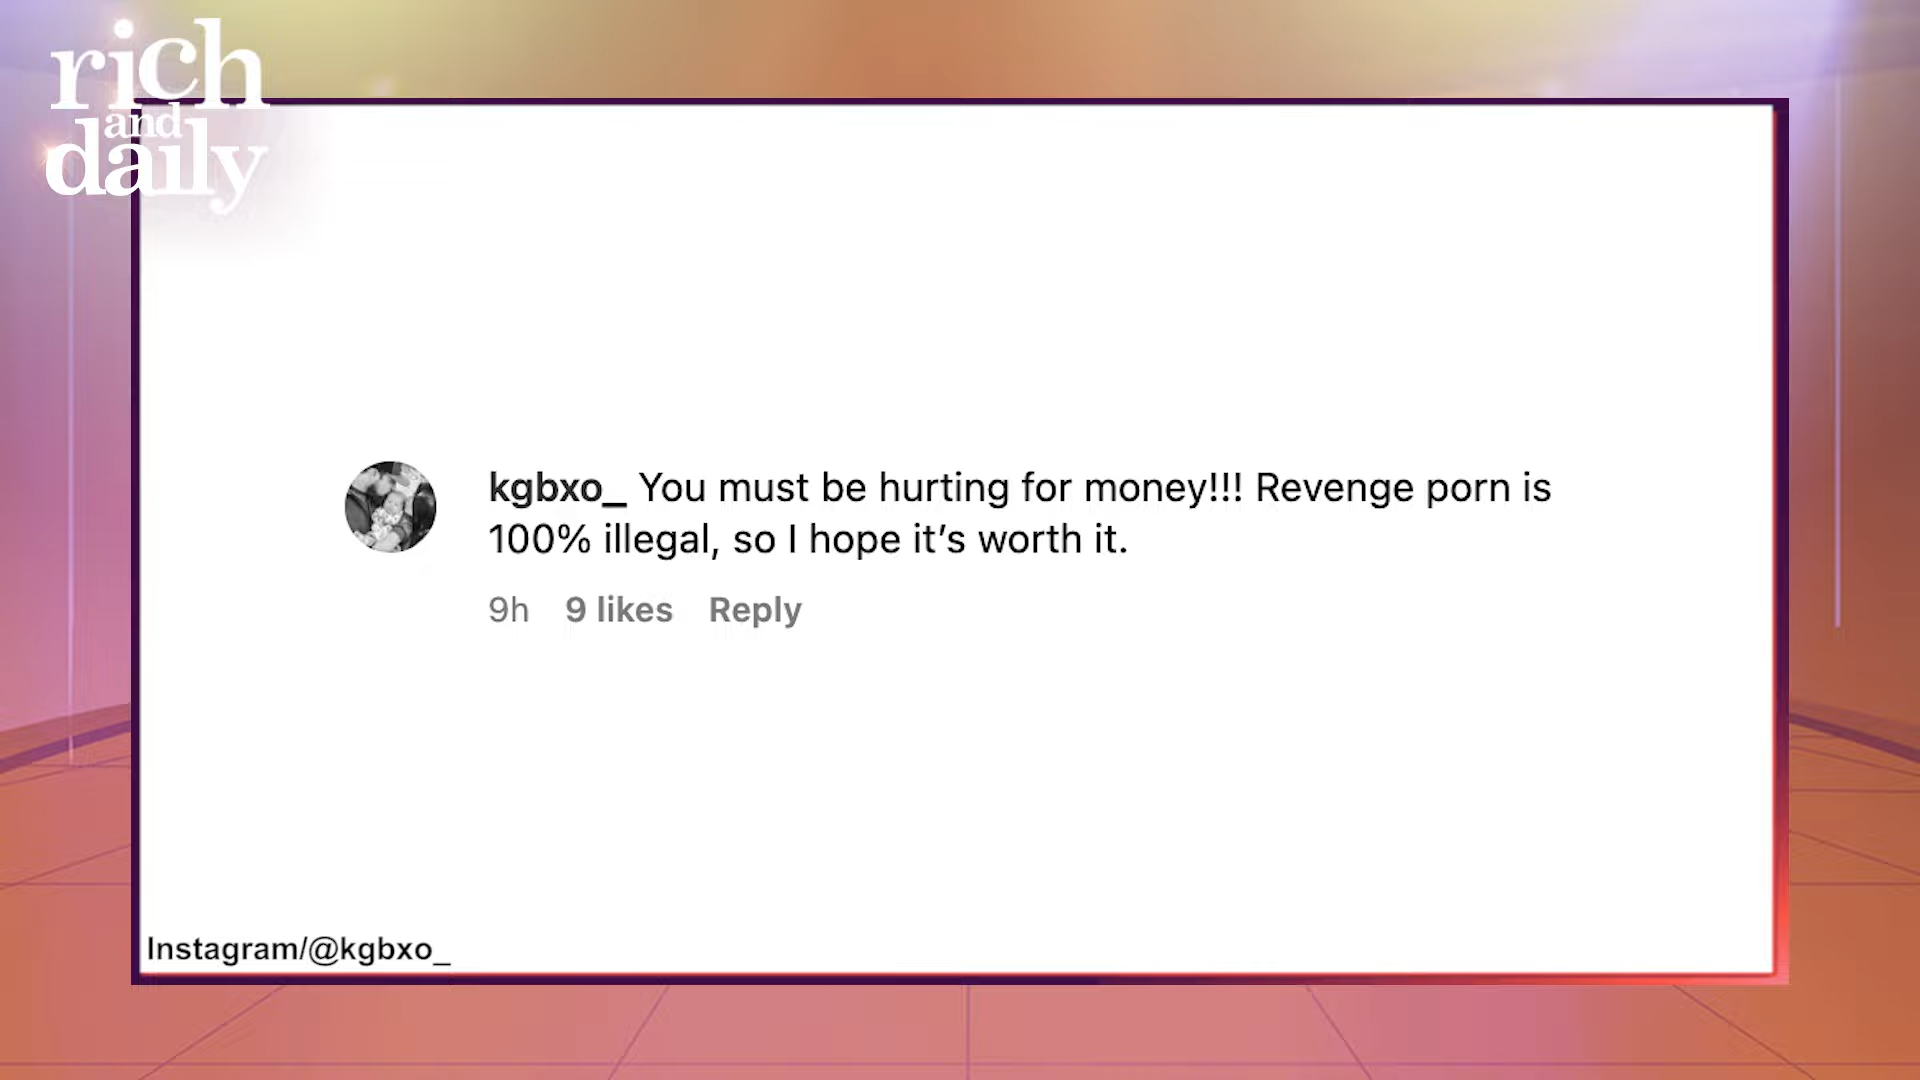 rich
and
daily
kgbxo_ You must be hurting for money!!! Revenge porn is
100% illegal, so I hope it’s worth it.
9h 9 likes Reply
Instagram/@kgbxo_